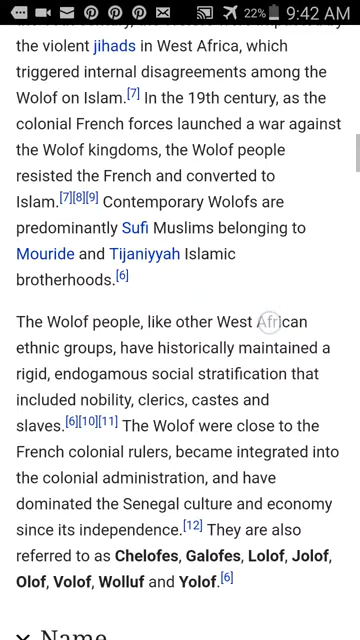 22% 9:42 AM
the violent jihads in West Africa, which
triggered internal disagreements among the
Wolof on Islam.[7] In the 19th century, as the
colonial French forces launched a war against
the Wolof kingdoms, the Wolof people
resisted the French and converted to
Islam.[7][8][9] Contemporary Wolofs are
predominantly Sufi Muslims belonging to
Mouride and Tijaniyyah Islamic
brotherhoods.[6]
The Wolof people, like other West African
ethnic groups, have historically maintained a
rigid, endogamous social stratification that
included nobility, clerics, castes and
slaves.[6][10][11] The Wolof were close to the
French colonial rulers, became integrated into
the colonial administration, and have
dominated the Senegal culture and economy
since its independence.[12] They are also
referred to as Chelofes, Galofes, Lolof, Jolof,
Olof, Volof, Wolluf and Yolof.[6]
Name